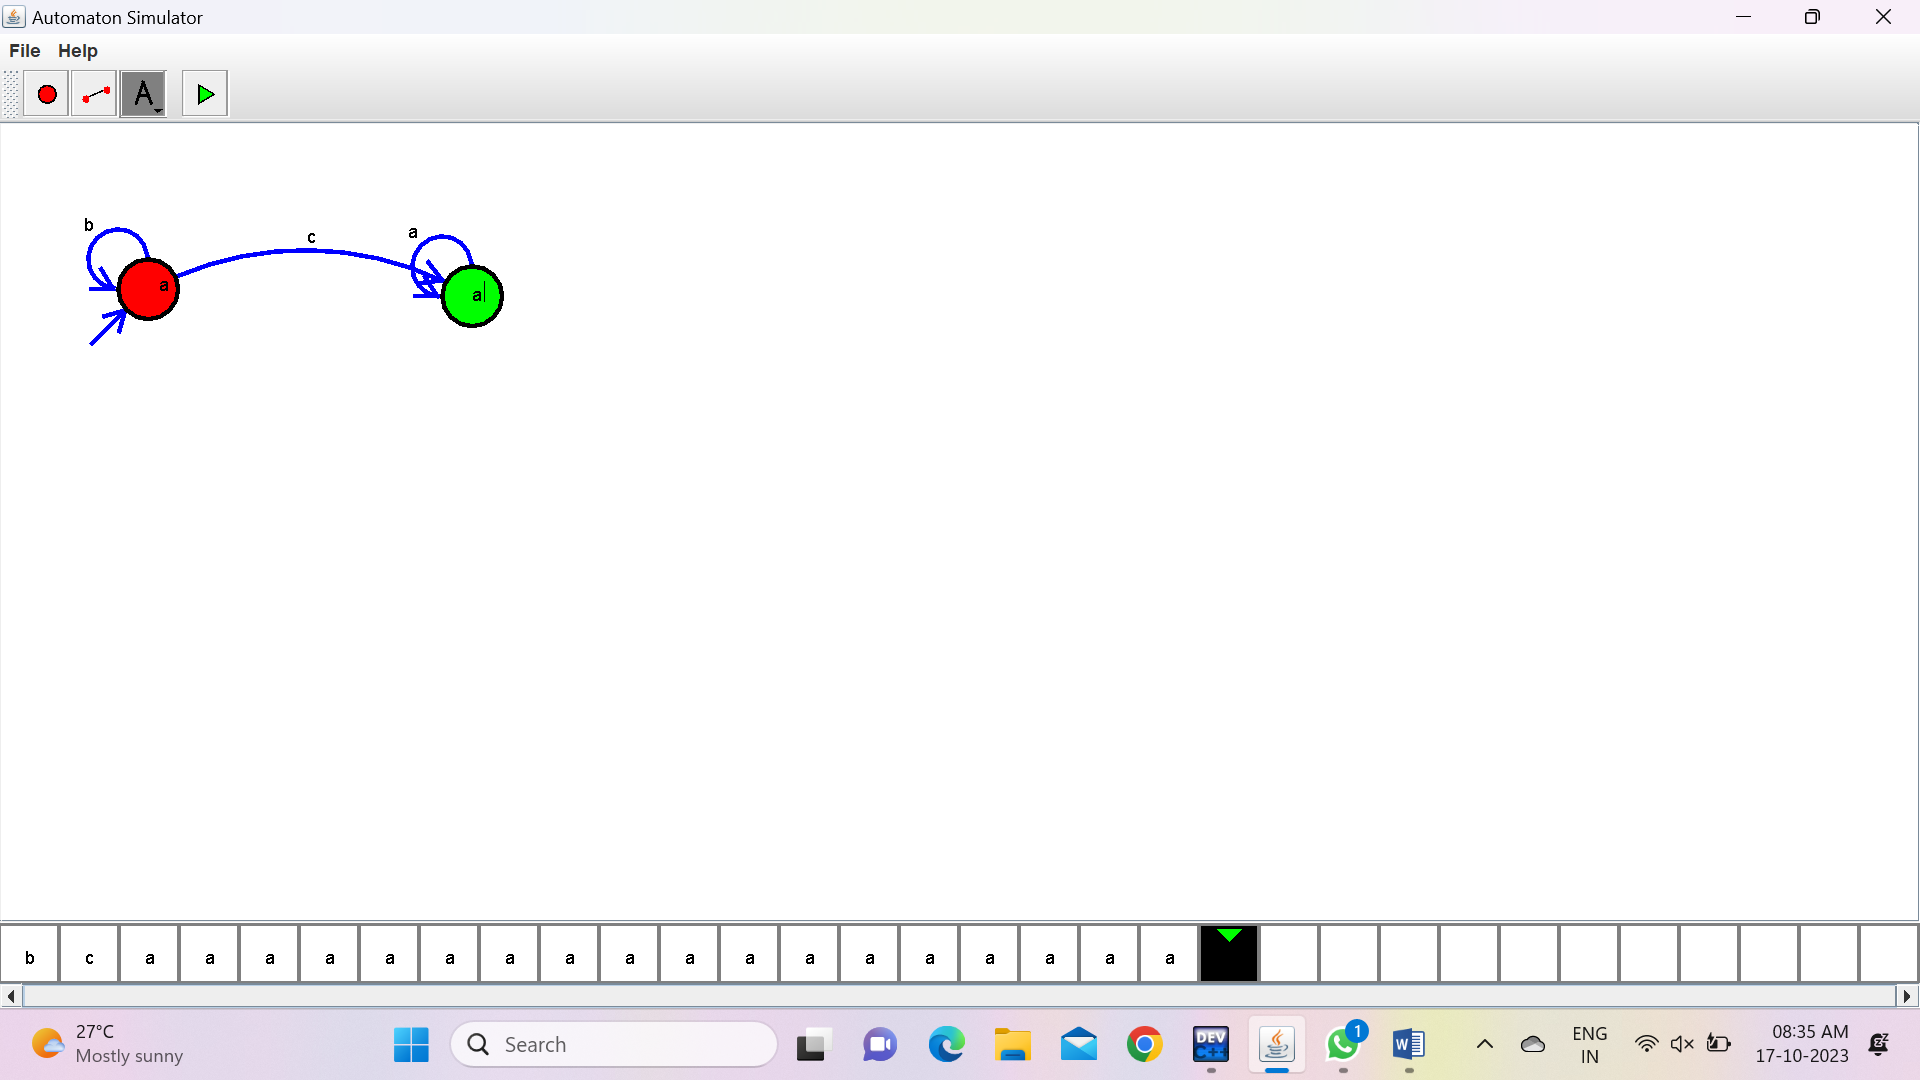 Automaton Simulator
File Help
A
b
c
a
a
a
b c a a a a a a a a a a a a a a a a a a
27°C
Mostly sunny
Search
DEV
C++
1
W
ENG
IN
08:35 AM
17-10-2023